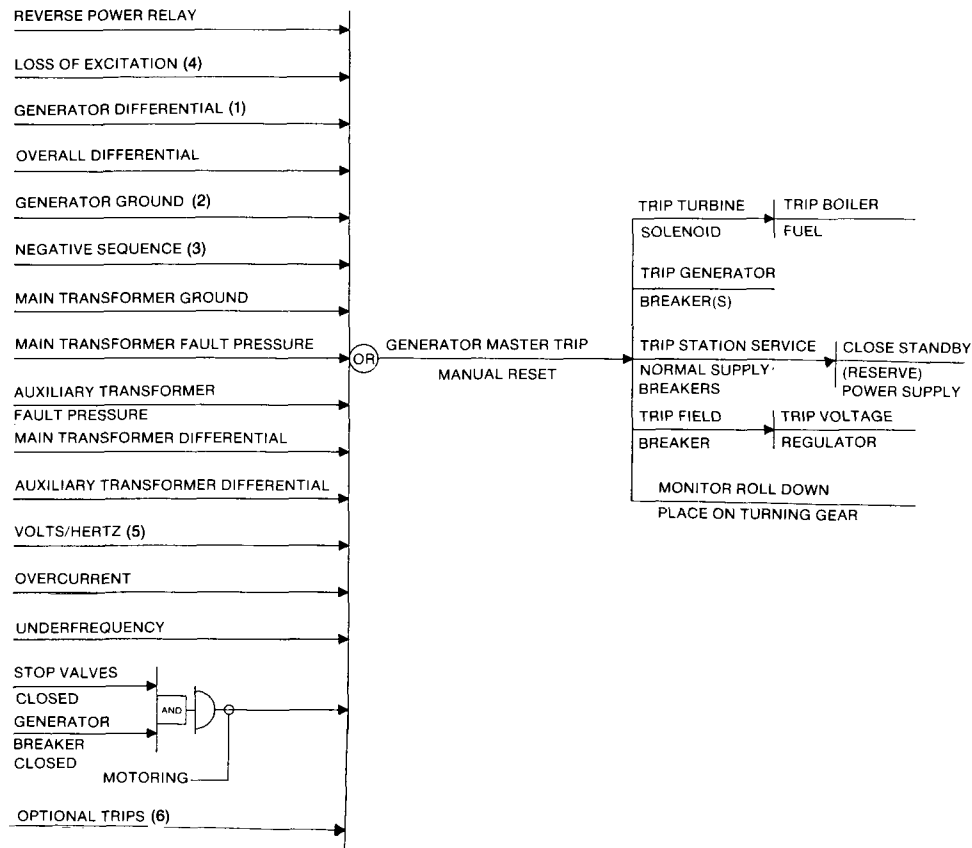 REVERSE POWER RELAY
LOSS OF EXCITATION (4)
GENERATOR DIFFERENTIAL (1)
OVERALL DIFFERENTIAL
GENERATOR GROUND (2)
NEGATIVE SEQUENCE (3)
MAIN TRANSFORMER GROUND
MAIN TRANSFORMER FAULT PRESSURE
AUXILIARY TRANSFORMER
FAULT PRESSURE
MAIN TRANSFORMER DIFFERENTIAL
AUXILIARY TRANSFORMER DIFFERENTIAL
VOLTS/HERTZ (5)
OVERCURRENT
UNDERFREQUENCY
STOP VALVES
CLOSED
GENERATOR
BREAKER
CLOSED
AND
MOTORING
OPTIONAL TRIPS (6)
OR
GENERATOR MASTER TRIP
MANUAL RESET
TRIP TURBINE
SOLENOID
TRIP BOILER
FUEL
TRIP GENERATOR
BREAKER(S)
TRIP STATION SERVICE
NORMAL SUPPLY
BREAKERS
CLOSE STANDBY
(RESERVE)
POWER SUPPLY
TRIP FIELD
BREAKER
TRIP VOLTAGE
REGULATOR
MONITOR ROLL DOWN
PLACE ON TURNING GEAR